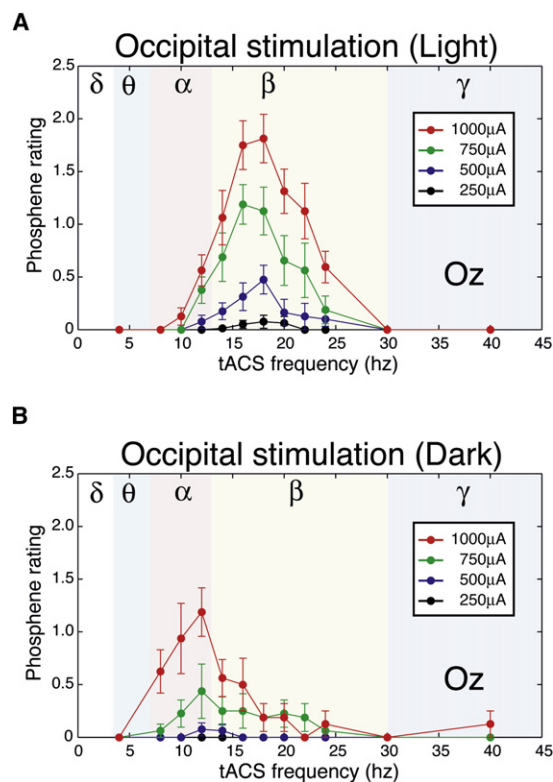 A
Occipital stimulation (Light)
2.5
δ θ α β γ
2.0
1000µA
750µA
500µA
250µA
1.5
Phosphene rating
1.0
0.5
Oz
0
0 5 10 15 20 25 30 35 40 45
tACS frequency (hz)
B
Occipital stimulation (Dark)
2.5
δ θ α β γ
2.0
1000µA
750µA
500µA
250µA
1.5
Phosphene rating
1.0
0.5
Oz
0
0 5 10 15 20 25 30 35 40 45
tACS frequency (hz)